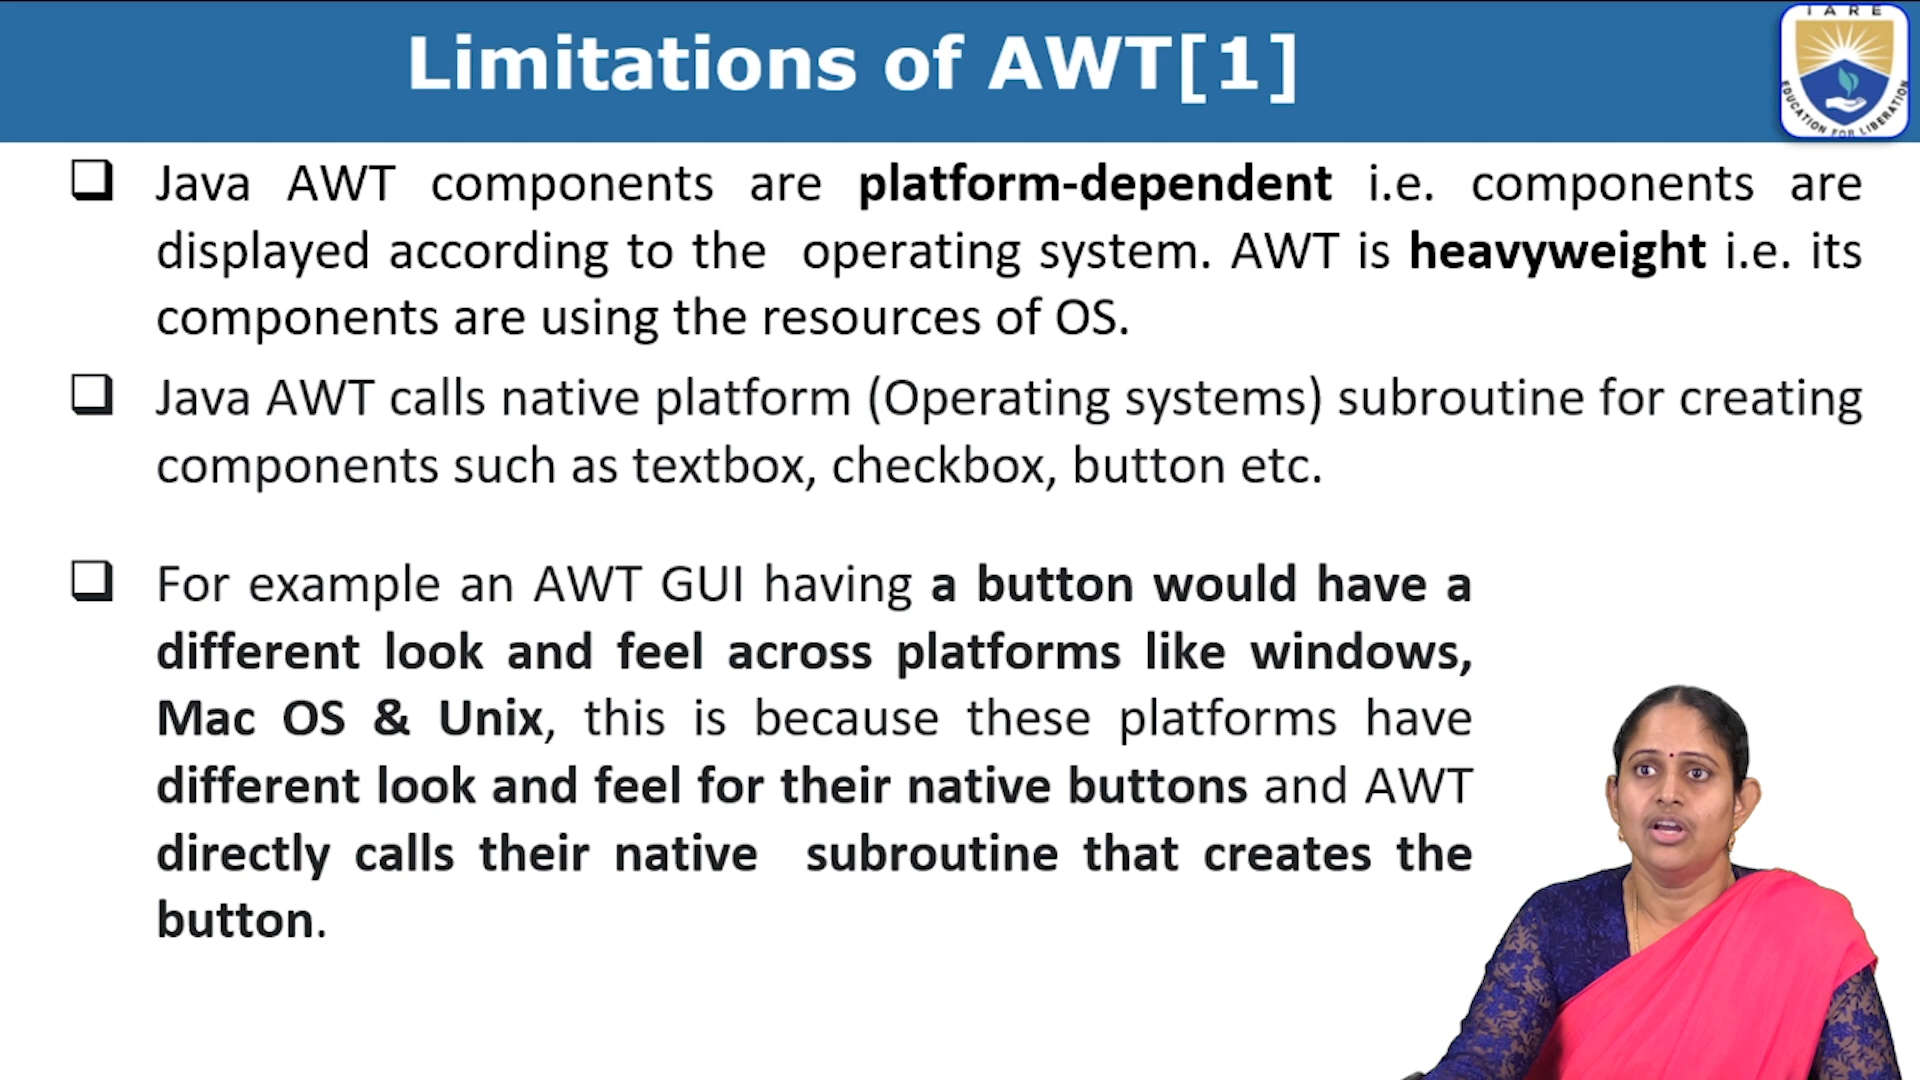 Limitations of AWT[1]
IARE
EDUCATION FOR LIBERATION
Java AWT components are platform-dependent i.e. components are
displayed according to the operating system. AWT is heavyweight i.e. its
components are using the resources of OS.
Java AWT calls native platform (Operating systems) subroutine for creating
components such as textbox, checkbox, button etc.
For example an AWT GUI having a button would have a
different look and feel across platforms like windows,
Mac OS & Unix, this is because these platforms have
different look and feel for their native buttons and AWT
directly calls their native subroutine that creates the
button.